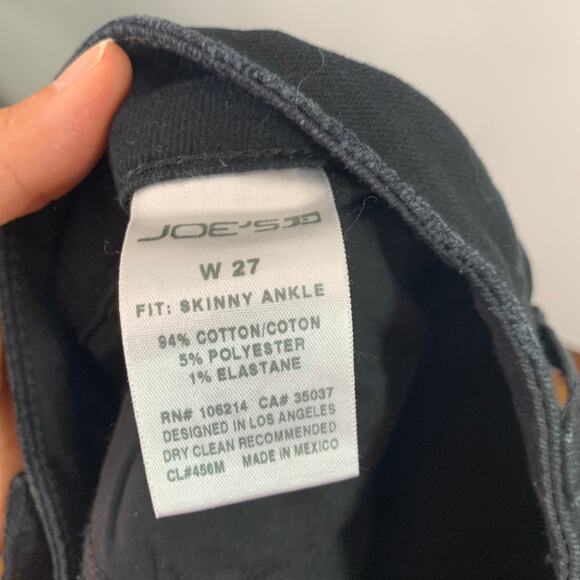 JOE'S
W 27
FIT: SKINNY ANKLE
94% COTTON/COTON
5% POLYESTER
1% ELASTANE
RN# 106214 CA# 35037
DESIGNED IN LOS ANGELES
DRY CLEAN RECOMMENDED
CL#456M MADE IN MEXICO